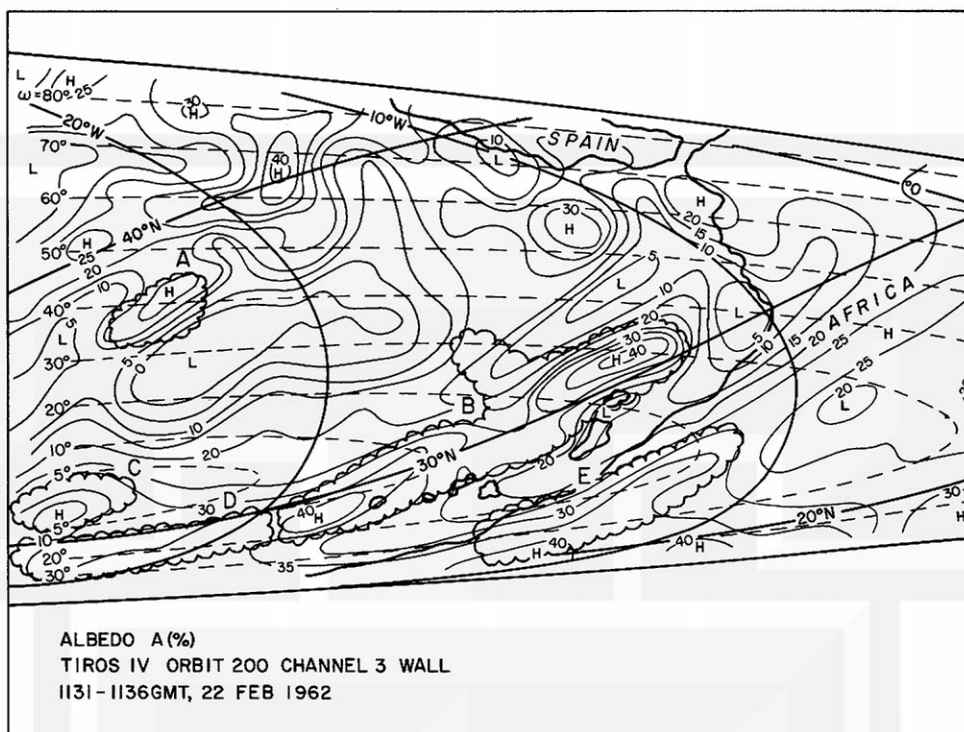 L H
ω=80° 25
30
H
20°W
10°W
10
L
SPAIN
70°
L
40
H
0°
60°
H
20
15
10
30
H
40°N
50°
H
25
20
10
A
H
5
L
10
40°
5
L
20
30
H 40
L
AFRICA
H
30°
5
0
L
5
10
15
20
25
20°
10
B
20
L
10°
20
30°N
L
20
5°
C
H
D
30
40
H
E
30
20°N
30
H
10°
5°
20°
30°
35
H
40
40
H
ALBEDO A(%)
TIROS IV ORBIT 200 CHANNEL 3 WALL
1131-1136GMT, 22 FEB 1962